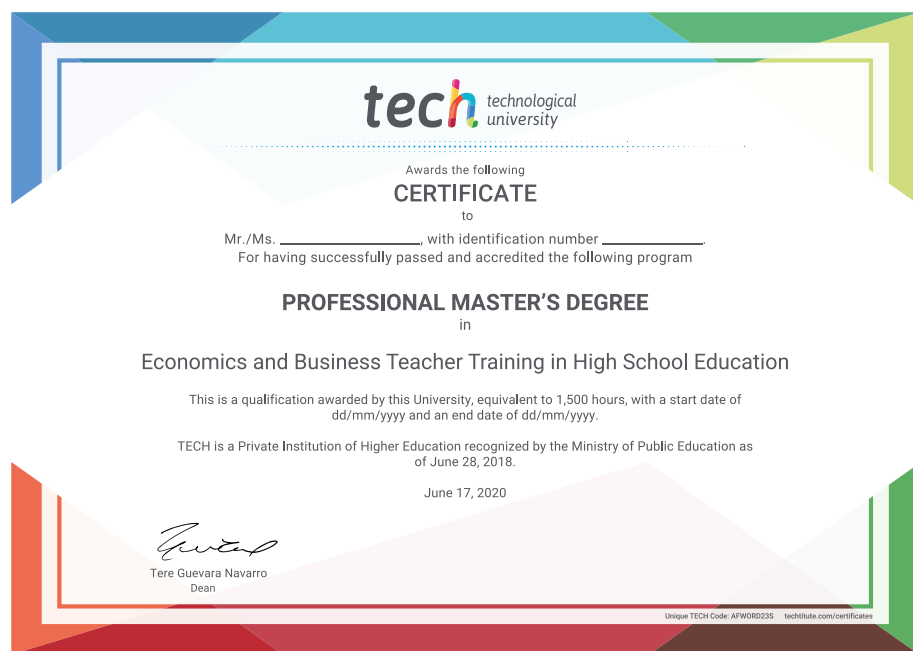 tech technological
university
Awards the following
CERTIFICATE
to
Mr./Ms. ____________________, with identification number ______________.
For having successfully passed and accredited the following program
PROFESSIONAL MASTER'S DEGREE
in
Economics and Business Teacher Training in High School Education
This is a qualification awarded by this University, equivalent to 1,500 hours, with a start date of
dd/mm/yyyy and an end date of dd/mm/yyyy.
TECH is a Private Institution of Higher Education recognized by the Ministry of Public Education as
of June 28, 2018.
June 17, 2020
Tere Guevara Navarro
Dean
Unique TECH Code: AFWORD23S techtitute.com/certificates